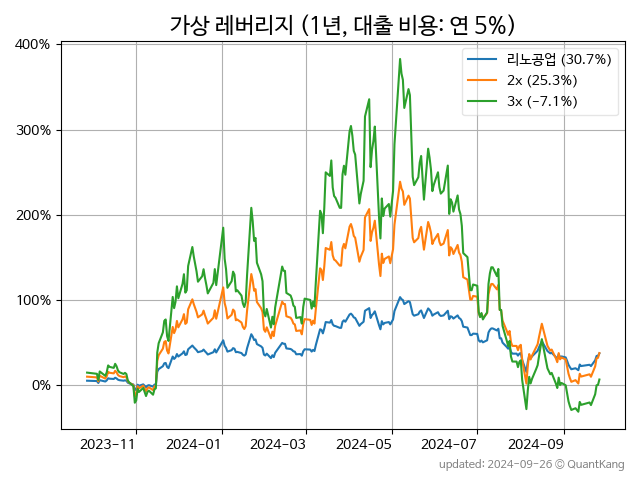 가상 레버리지 (1년, 대출 비용: 연 5%)
400%
300%
200%
100%
0%
리노공업 (30.7%)
2x (25.3%)
3x (-7.1%)
2023-11 2024-01 2024-03 2024-05 2024-07 2024-09
updated: 2024-09-26 © QuantKang